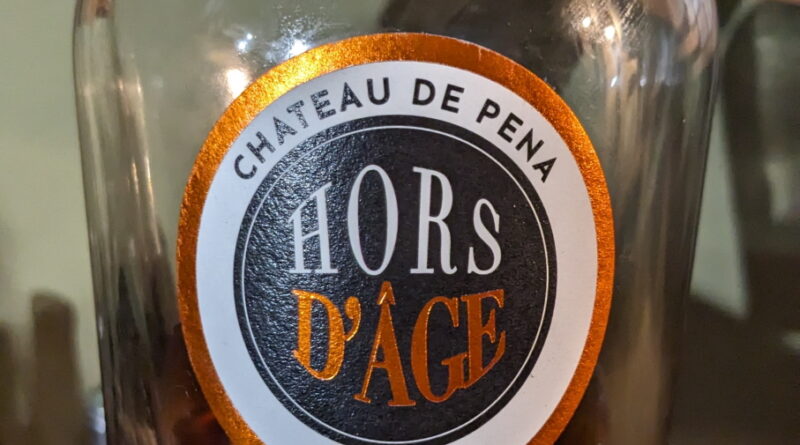 CHATEAU DE PENA
HORS
D'ÂGE